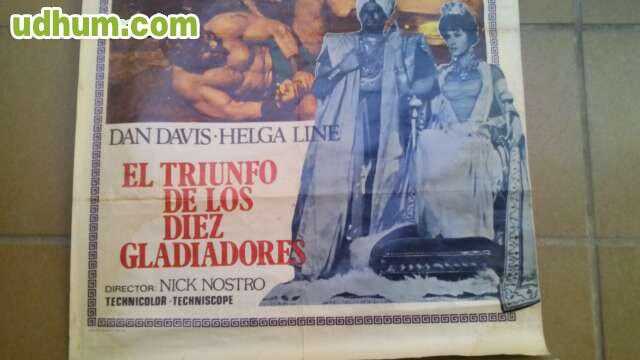 udhum.com
DAN DAVIS-HELGA LINE
EL TRIUNFO
DE LOS
DIEZ
GLADIADORES
DIRECTOR: NICK NOSTRO
TECHNICOLOR-TECHNISCOPE